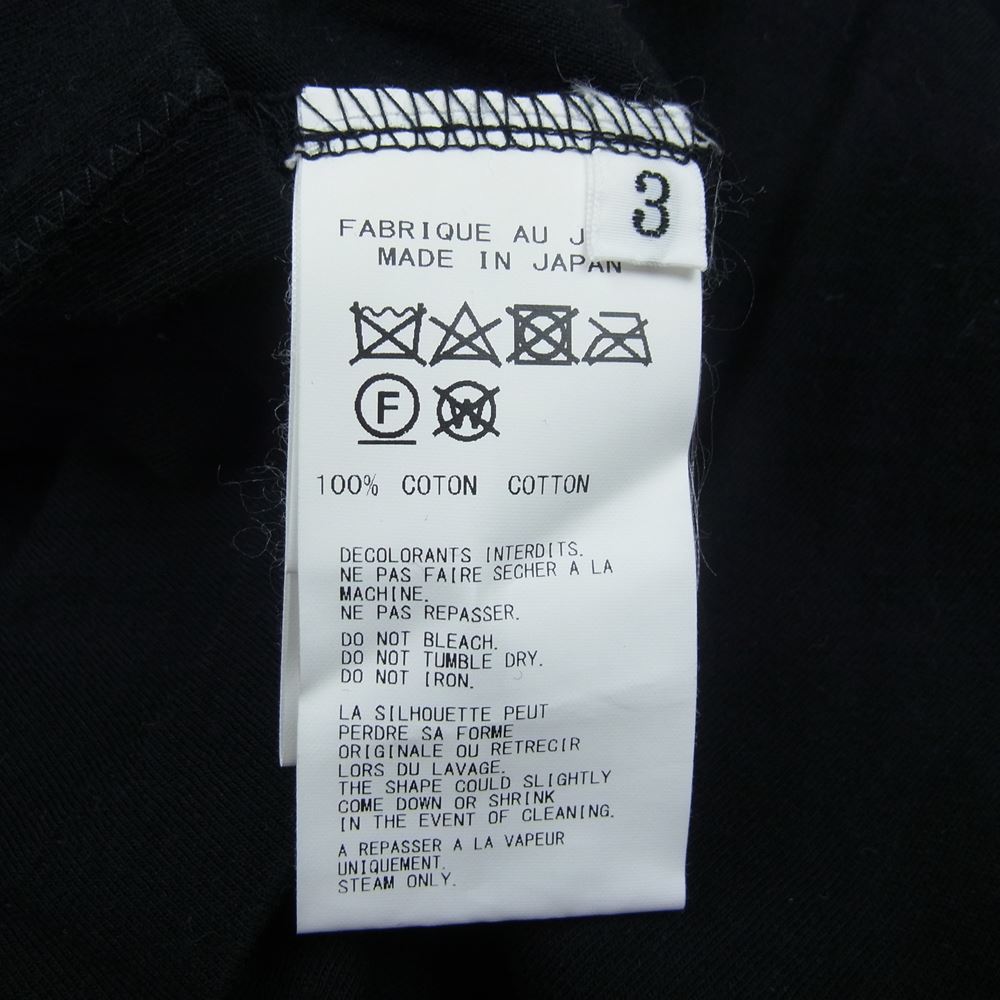 3
FABRIQUE AU
MADE IN JAPAN
F W
100% COTON COTTON
DECOLORANTS INTERDITS.
NE PAS FAIRE SECHER A LA
MACHINE.
NE PAS REPASSER.
DO NOT BLEACH.
DO NOT TUMBLE DRY.
DO NOT IRON.
LA SILHOUETTE PEUT
PERDRE SA FORME
ORIGINALE OU RETRECIR
LORS DU LAVAGE.
THE SHAPE COULD SLIGHTLY
COME DOWN OR SHRINK
IN THE EVENT OF CLEANING.
A REPASSER A LA VAPEUR
UNIQUEMENT.
STEAM ONLY.